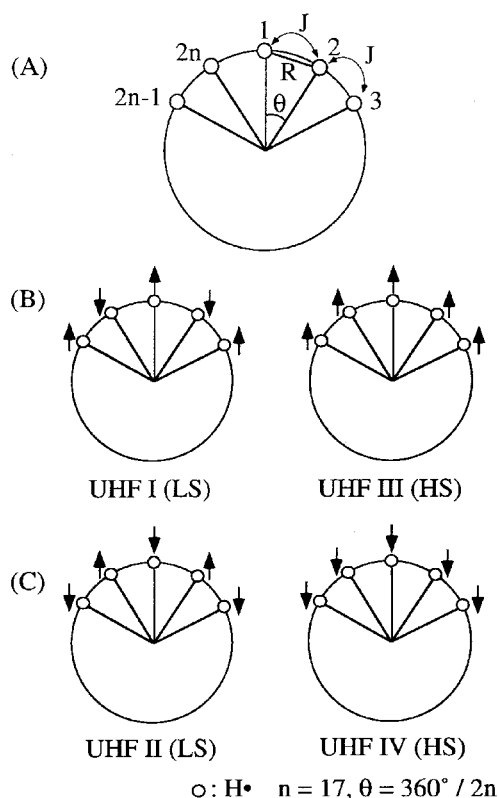 (A)
1
J
2
J
2n
R
2n-1
θ
3
(B)
UHF I (LS)
UHF III (HS)
(C)
UHF II (LS)
UHF IV (HS)
o: H• n = 17, θ = 360° / 2n